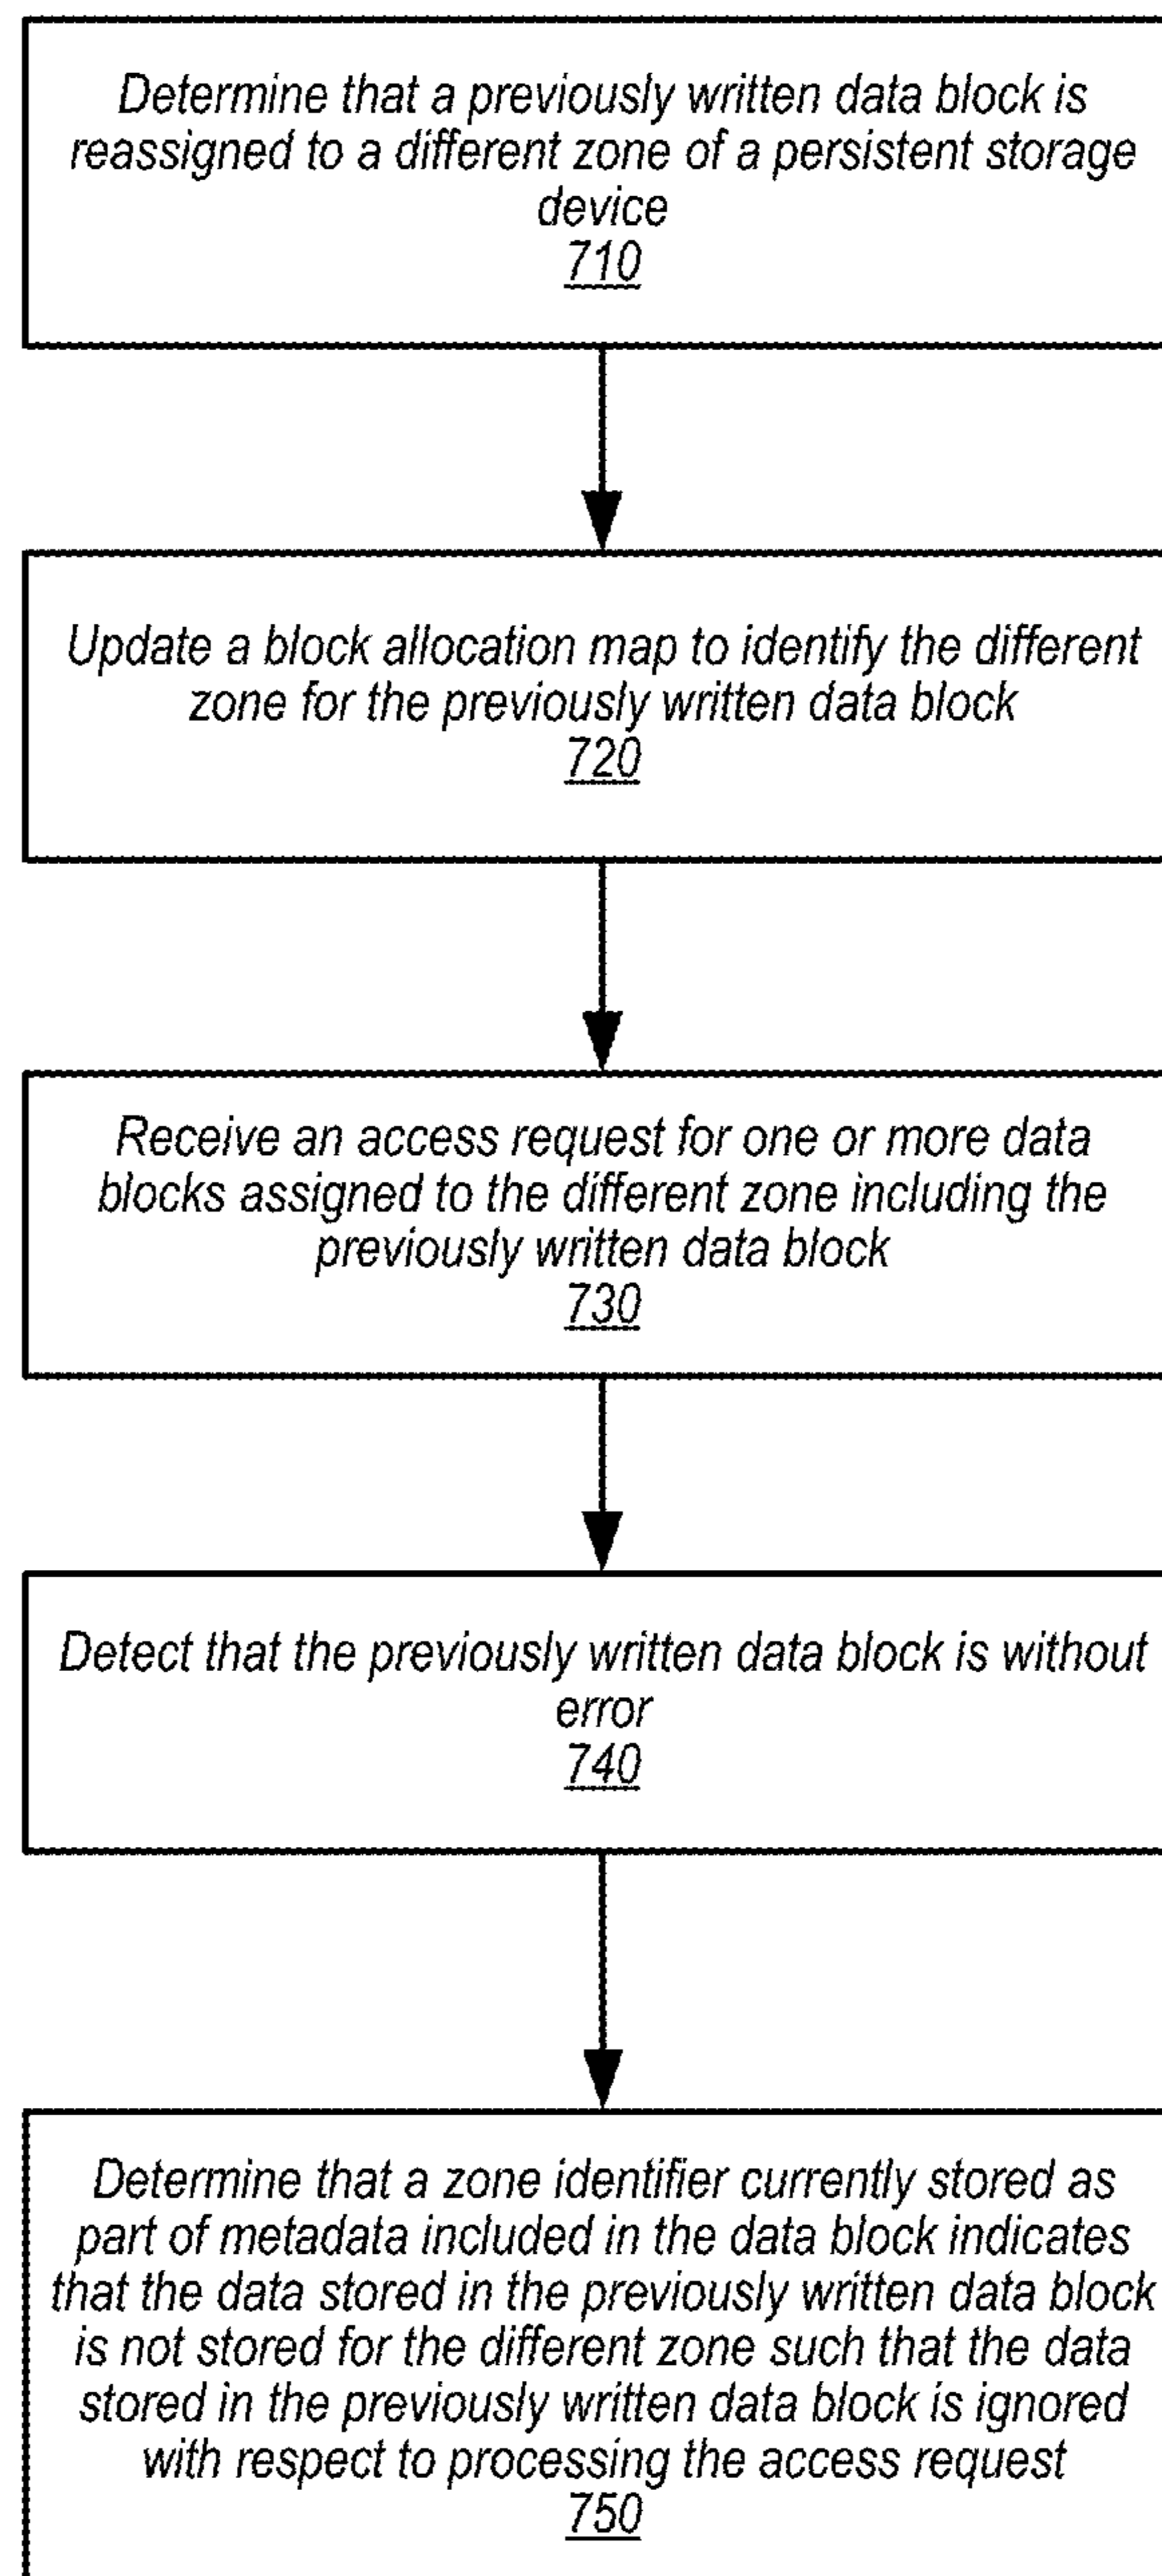 Determine that a previously written data block is
reassigned to a different zone of a persistent storage
device
710
Update a block allocation map to identify the different
zone for the previously written data block
720
Receive an access request for one or more data
blocks assigned to the different zone including the
previously written data block
730
Detect that the previously written data block is without
error
740
Determine that a zone identifier currently stored as
part of metadata included in the data block indicates
that the data stored in the previously written data block
is not stored for the different zone such that the data
stored in the previously written data block is ignored
with respect to processing the access request
750